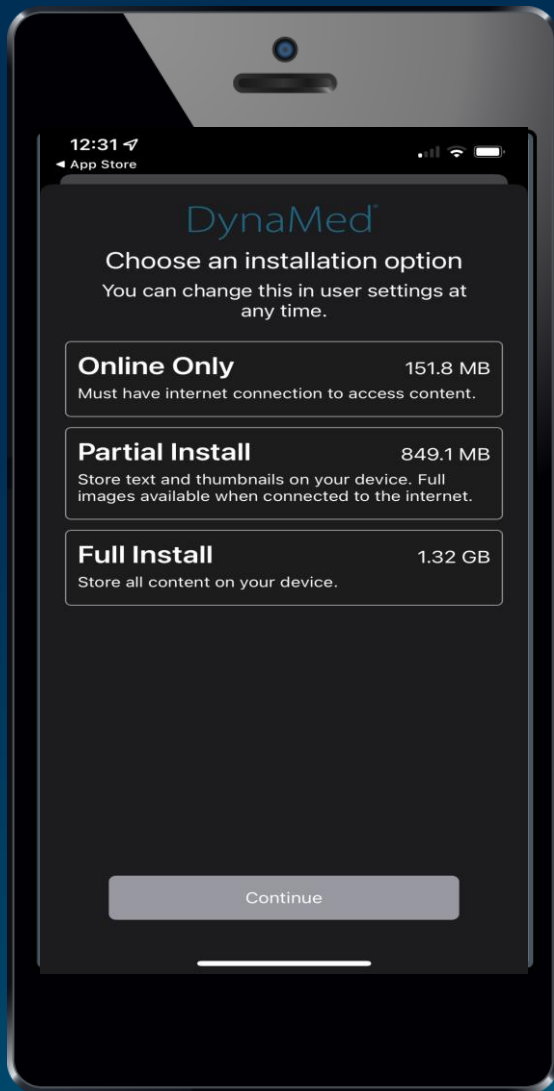 12:31
◀ App Store
DynaMed™
Choose an installation option
You can change this in user settings at
any time.
Online Only 151.8 MB
Must have internet connection to access content.
Partial Install 849.1 MB
Store text and thumbnails on your device. Full
images available when connected to the internet.
Full Install 1.32 GB
Store all content on your device.
Continue